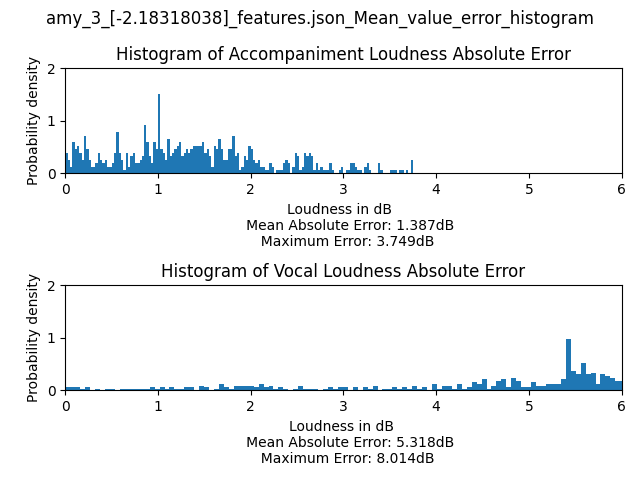 amy_3_[-2.18318038]_features.json_Mean_value_error_histogram
Histogram of Accompaniment Loudness Absolute Error
Probability density
2
1
0
0 1 2 3 4 5 6
Loudness in dB
Mean Absolute Error: 1.387dB
Maximum Error: 3.749dB
Histogram of Vocal Loudness Absolute Error
Probability density
2
1
0
0 1 2 3 4 5 6
Loudness in dB
Mean Absolute Error: 5.318dB
Maximum Error: 8.014dB